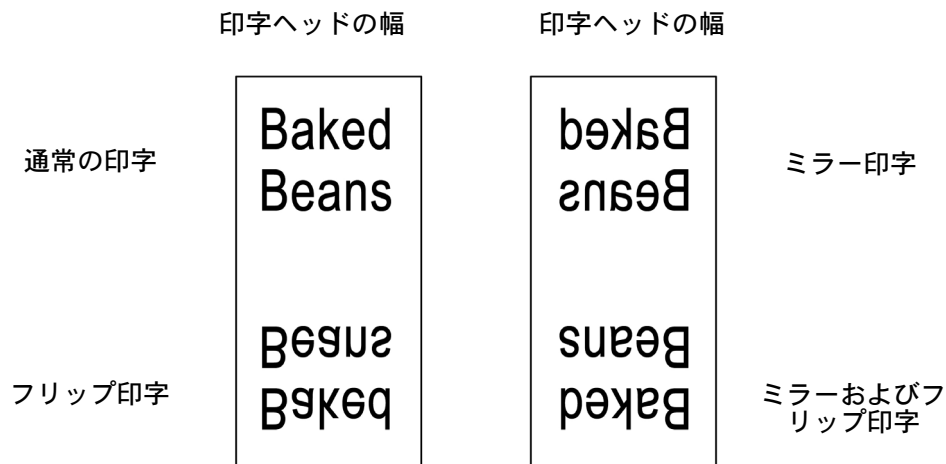 印字ヘッドの幅
印字ヘッドの幅
通常の印字
Baked
Beans
Baked
Beans
ミラー印字
フリップ印字
Beans
Baked
Beans
Baked
ミラーおよびフ
リップ印字